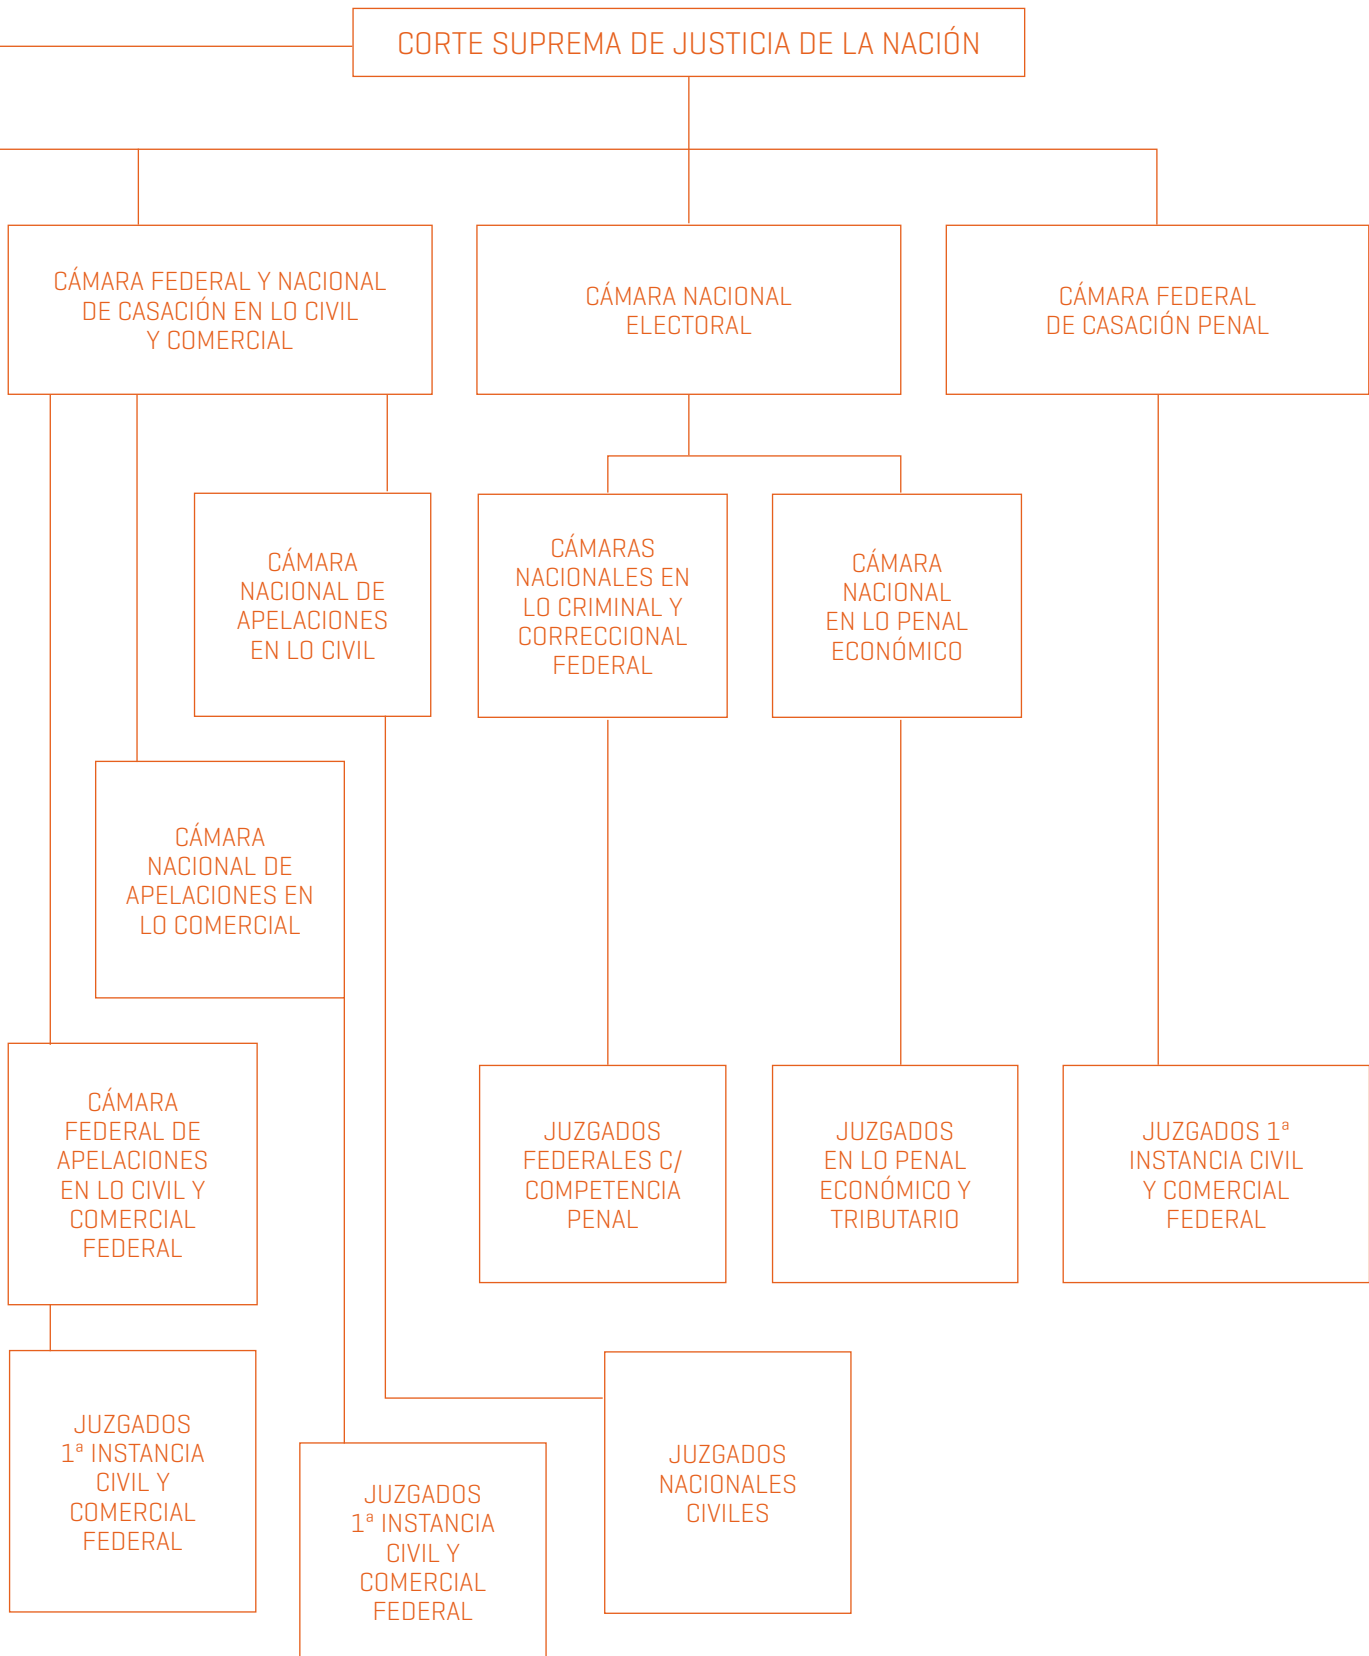 CORTE SUPREMA DE JUSTICIA DE LA NACIÓN
CÁMARA FEDERAL Y NACIONAL
DE CASACIÓN EN LO CIVIL
Y COMERCIAL
CÁMARA NACIONAL
ELECTORAL
CÁMARA FEDERAL
DE CASACIÓN PENAL
CÁMARA
NACIONAL DE
APELACIONES
EN LO CIVIL
CÁMARAS
NACIONALES EN
LO CRIMINAL Y
CORRECCIONAL
FEDERAL
CÁMARA
NACIONAL
EN LO PENAL
ECONÓMICO
CÁMARA
NACIONAL DE
APELACIONES EN
LO COMERCIAL
CÁMARA
FEDERAL DE
APELACIONES
EN LO CIVIL Y
COMERCIAL
FEDERAL
JUZGADOS
FEDERALES C/
COMPETENCIA
PENAL
JUZGADOS
EN LO PENAL
ECONÓMICO Y
TRIBUTARIO
JUZGADOS 1ª
INSTANCIA CIVIL
Y COMERCIAL
FEDERAL
JUZGADOS
1ª INSTANCIA
CIVIL Y
COMERCIAL
FEDERAL
JUZGADOS
1ª INSTANCIA
CIVIL Y
COMERCIAL
FEDERAL
JUZGADOS
NACIONALES
CIVILES